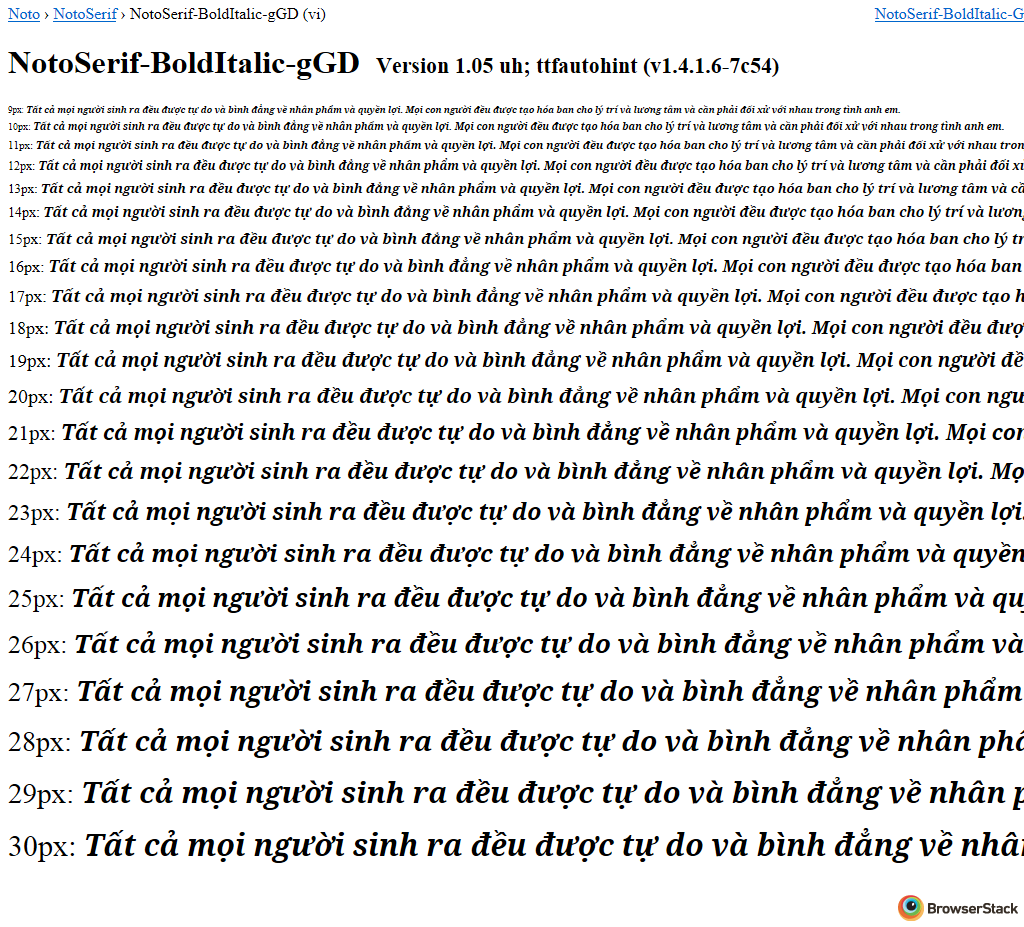 Noto › NotoSerif › NotoSerif-BoldItalic-gGD (vi) NotoSerif-BoldItalic-G
NotoSerif-BoldItalic-gGD Version 1.05 uh; ttfautohint (v1.4.1.6-7c54)
9px: Tất cả mọi người sinh ra đều được tự do và bình đẳng về nhân phẩm và quyền lợi. Mọi con người đều được tạo hóa ban cho lý trí và lương tâm và cần phải đối xử với nhau trong tình anh em.
10px: Tất cả mọi người sinh ra đều được tự do và bình đẳng về nhân phẩm và quyền lợi. Mọi con người đều được tạo hóa ban cho lý trí và lương tâm và cần phải đối xử với nhau trong tình anh em.
11px: Tất cả mọi người sinh ra đều được tự do và bình đẳng về nhân phẩm và quyền lợi. Mọi con người đều được tạo hóa ban cho lý trí và lương tâm và cần phải đối xử với nhau tron
12px: Tất cả mọi người sinh ra đều được tự do và bình đẳng về nhân phẩm và quyền lợi. Mọi con người đều được tạo hóa ban cho lý trí và lương tâm và cần phải đối xử
13px: Tất cả mọi người sinh ra đều được tự do và bình đẳng về nhân phẩm và quyền lợi. Mọi con người đều được tạo hóa ban cho lý trí và lương tâm và cầ
14px: Tất cả mọi người sinh ra đều được tự do và bình đẳng về nhân phẩm và quyền lợi. Mọi con người đều được tạo hóa ban cho lý trí và lươn
15px: Tất cả mọi người sinh ra đều được tự do và bình đẳng về nhân phẩm và quyền lợi. Mọi con người đều được tạo hóa ban cho lý tr
16px: Tất cả mọi người sinh ra đều được tự do và bình đẳng về nhân phẩm và quyền lợi. Mọi con người đều được tạo hóa ban
17px: Tất cả mọi người sinh ra đều được tự do và bình đẳng về nhân phẩm và quyền lợi. Mọi con người đều được tạo h
18px: Tất cả mọi người sinh ra đều được tự do và bình đẳng về nhân phẩm và quyền lợi. Mọi con người đều đượ
19px: Tất cả mọi người sinh ra đều được tự do và bình đẳng về nhân phẩm và quyền lợi. Mọi con người đề
20px: Tất cả mọi người sinh ra đều được tự do và bình đẳng về nhân phẩm và quyền lợi. Mọi con ngư
21px: Tất cả mọi người sinh ra đều được tự do và bình đẳng về nhân phẩm và quyền lợi. Mọi con
22px: Tất cả mọi người sinh ra đều được tự do và bình đẳng về nhân phẩm và quyền lợi. Mọ
23px: Tất cả mọi người sinh ra đều được tự do và bình đẳng về nhân phẩm và quyền lợi.
24px: Tất cả mọi người sinh ra đều được tự do và bình đẳng về nhân phẩm và quyền
25px: Tất cả mọi người sinh ra đều được tự do và bình đẳng về nhân phẩm và qu
26px: Tất cả mọi người sinh ra đều được tự do và bình đẳng về nhân phẩm và
27px: Tất cả mọi người sinh ra đều được tự do và bình đẳng về nhân phẩm
28px: Tất cả mọi người sinh ra đều được tự do và bình đẳng về nhân phẩ
29px: Tất cả mọi người sinh ra đều được tự do và bình đẳng về nhân p
30px: Tất cả mọi người sinh ra đều được tự do và bình đẳng về nhân
BrowserStack